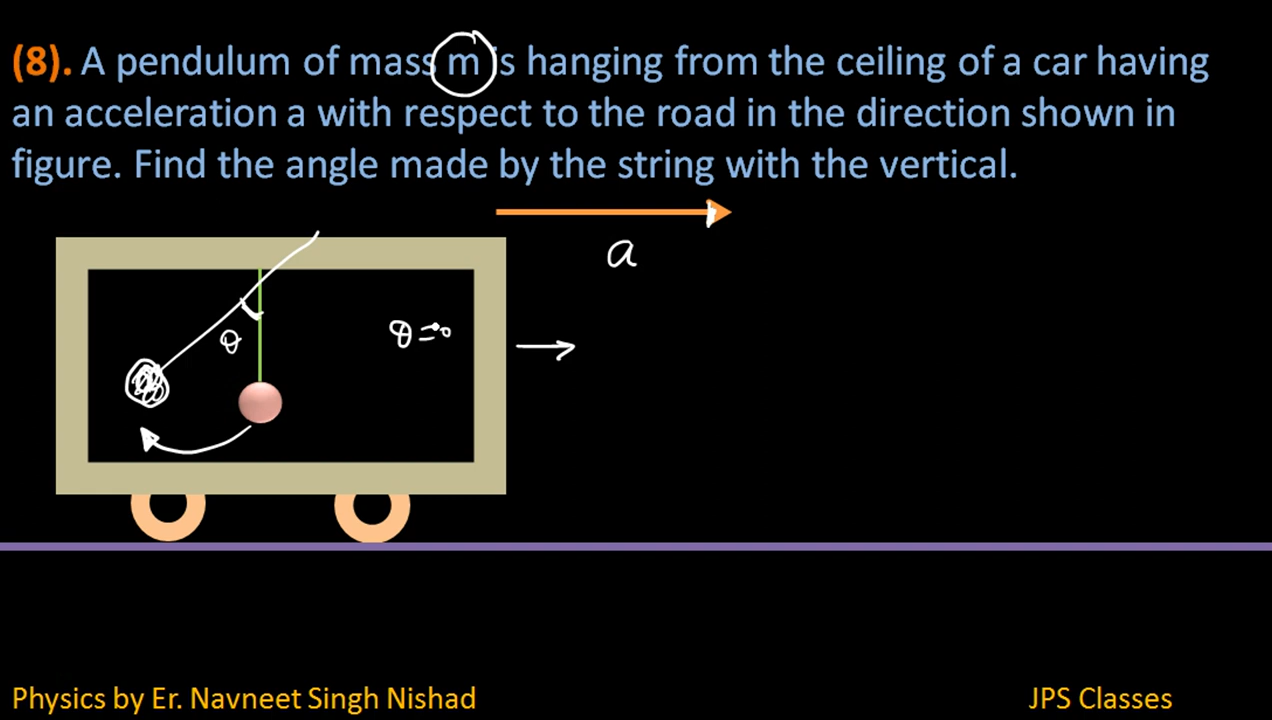 (8). A pendulum of mass m is hanging from the ceiling of a car having
an acceleration a with respect to the road in the direction shown in
figure. Find the angle made by the string with the vertical.
a
θ
θ =
Physics by Er. Navneet Singh Nishad
JPS Classes